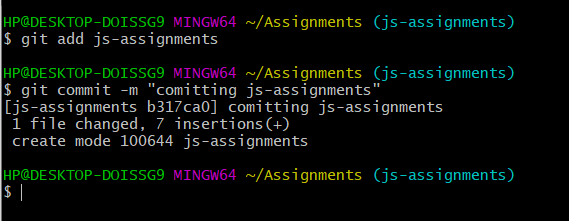 HP@DESKTOP-DOISSG9 MINGW64 ~/Assignments (js-assignments)
$ git add js-assignments
HP@DESKTOP-DOISSG9 MINGW64 ~/Assignments (js-assignments)
$ git commit -m "comitting js-assignments"
[js-assignments b317ca0] comitting js-assignments
1 file changed, 7 insertions(+)
create mode 100644 js-assignments
HP@DESKTOP-DOISSG9 MINGW64 ~/Assignments (js-assignments)
$